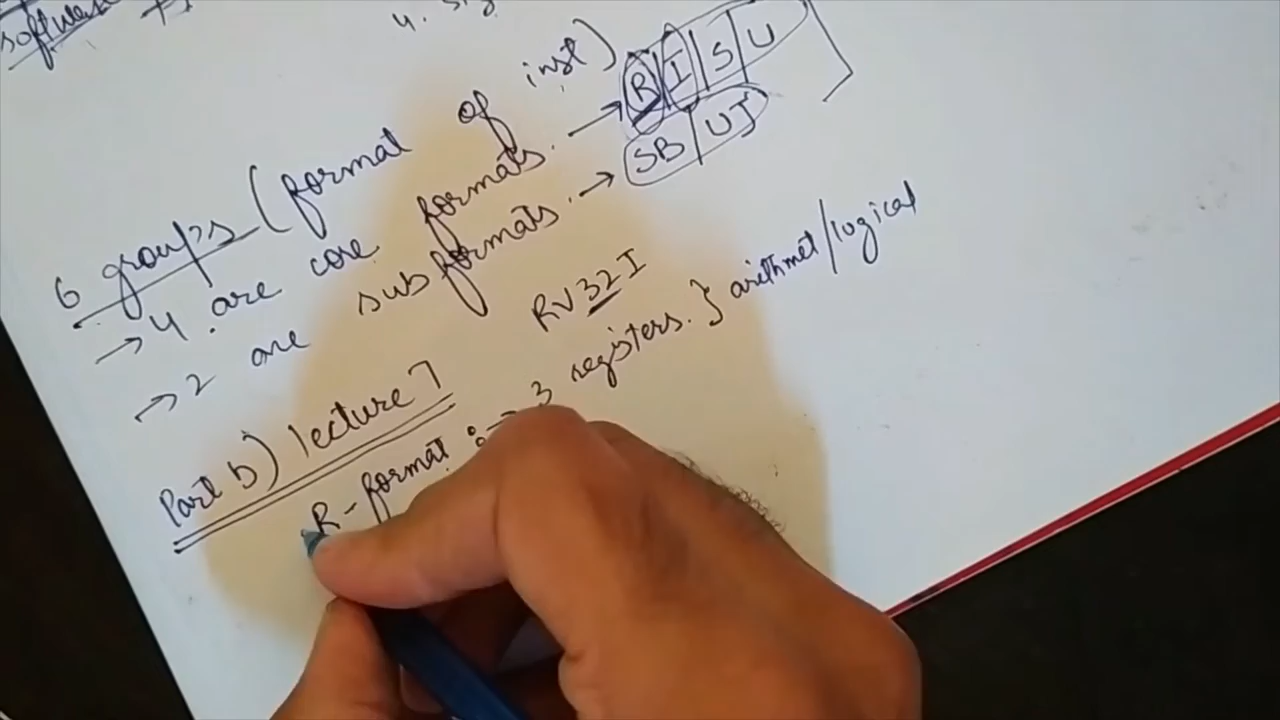 software
4.
6 groups (format of inst)
→ 4 are core formats. → R | I | S | U
→ 2 are sub formats. → SB | UJ
RV32I
Part b) lecture 7
R-format : → 3 registers. } arithmet/logical